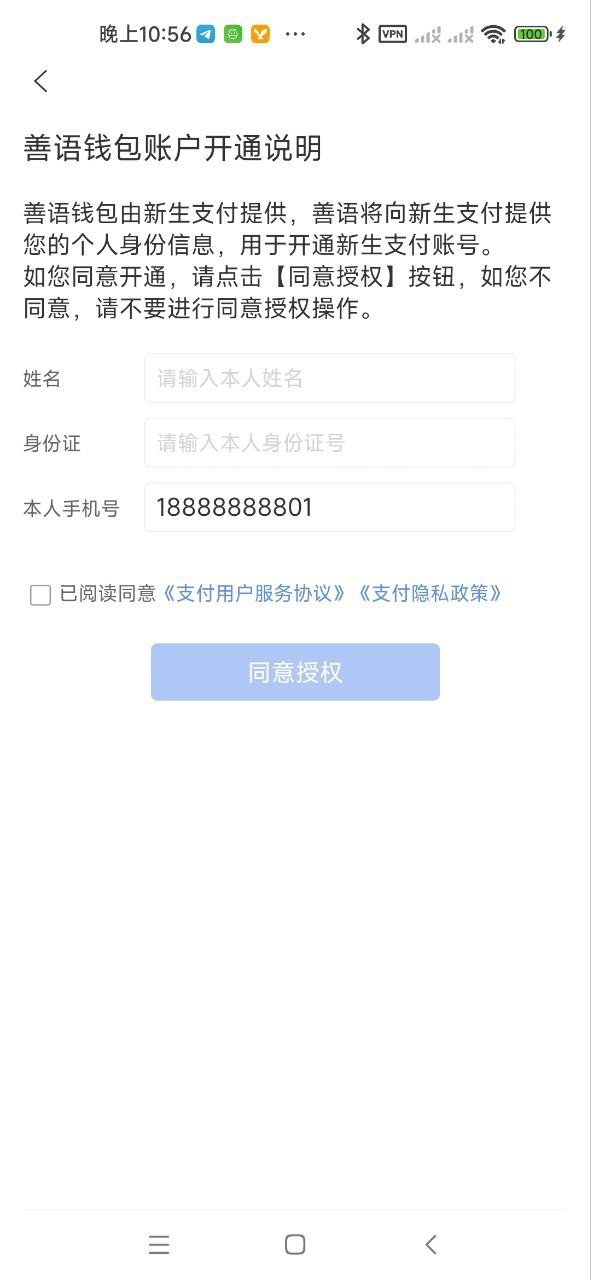 晚上10:56 ··· VPN 100
善语钱包账户开通说明
善语钱包由新生支付提供，善语将向新生支付提供
您的个人身份信息，用于开通新生支付账号。
如您同意开通，请点击【同意授权】按钮，如您不
同意，请不要进行同意授权操作。
姓名 请输入本人姓名
身份证 请输入本人身份证号
本人手机号 18888888801
已阅读同意《支付用户服务协议》《支付隐私政策》
同意授权